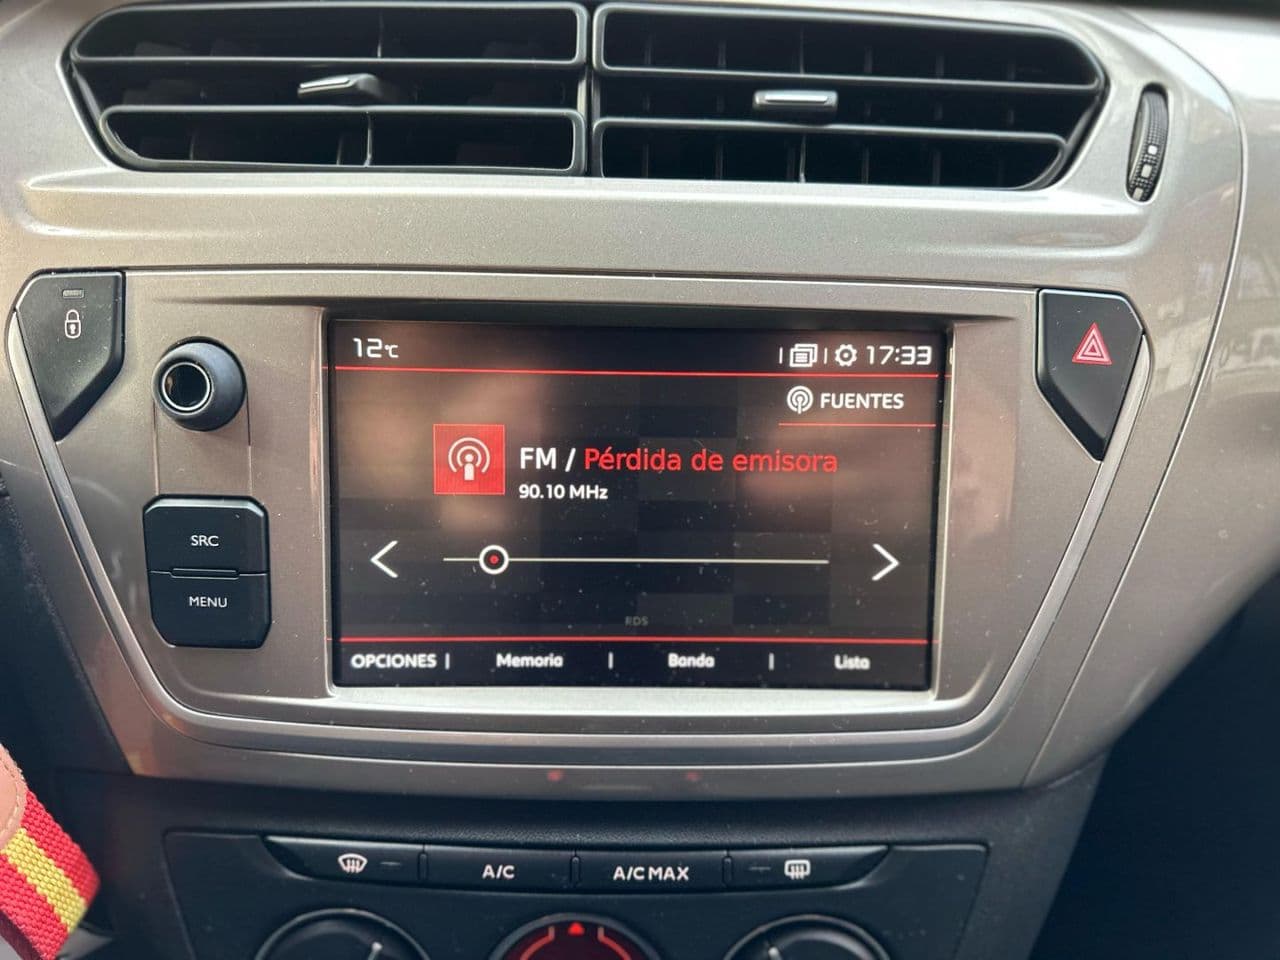 12°C
17:33
FUENTES
FM / Pérdida de emisora
90.10 MHz
SRC
MENU
RDS
OPCIONES | Memoria | Banda | Lista
A/C
A/C MAX